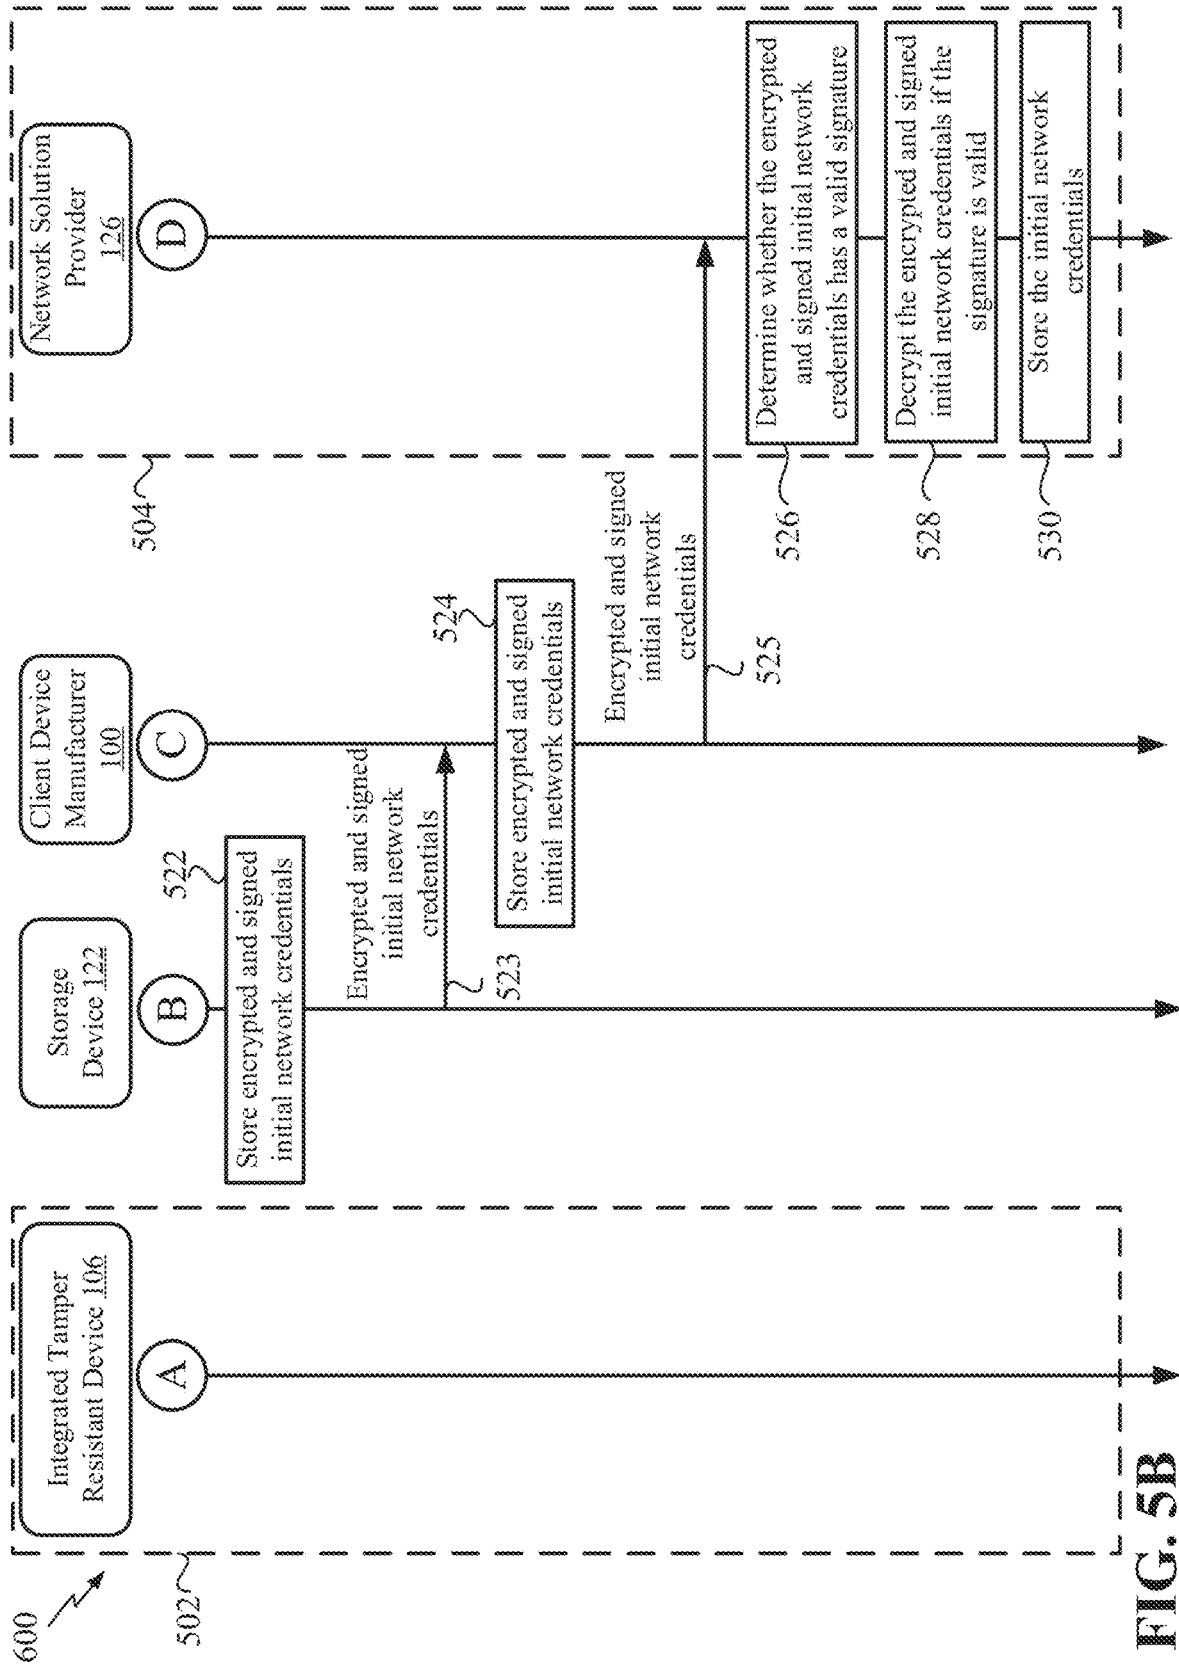 600
Integrated Tamper
Resistant Device 106
A
502
Storage
Device 122
B
Client Device
Manufacturer
100
C
Network Solution
Provider
126
D
504
522
Store encrypted and signed
initial network credentials
Encrypted and signed
initial network
credentials
523
524
Store encrypted and signed
initial network credentials
Encrypted and signed
initial network
credentials
525
Determine whether the encrypted
and signed initial network
credentials has a valid signature
526
Decrypt the encrypted and signed
initial network credentials if the
signature is valid
528
Store the initial network
credentials
530
FIG. 5B